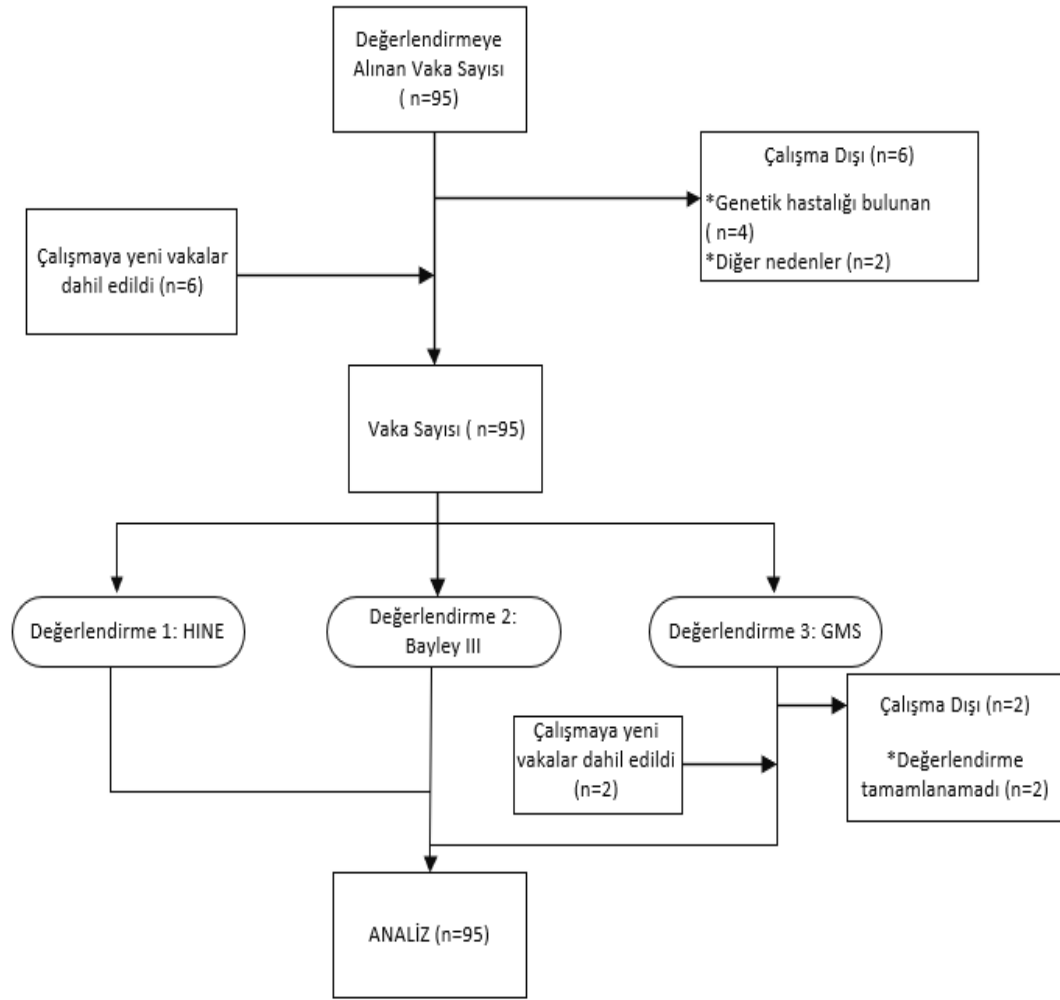 Değerlendirmeye
Alınan Vaka Sayısı
( n=95)
Çalışma Dışı (n=6)
*Genetik hastalığı bulunan
( n=4)
*Diğer nedenler (n=2)
Çalışmaya yeni vakalar
dahil edildi (n=6)
Vaka Sayısı ( n=95)
Değerlendirme 1: HINE
Değerlendirme 2:
Bayley III
Değerlendirme 3: GMS
Çalışma Dışı (n=2)
*Değerlendirme
tamamlanamadı (n=2)
Çalışmaya yeni
vakalar dahil edildi
(n=2)
ANALİZ (n=95)